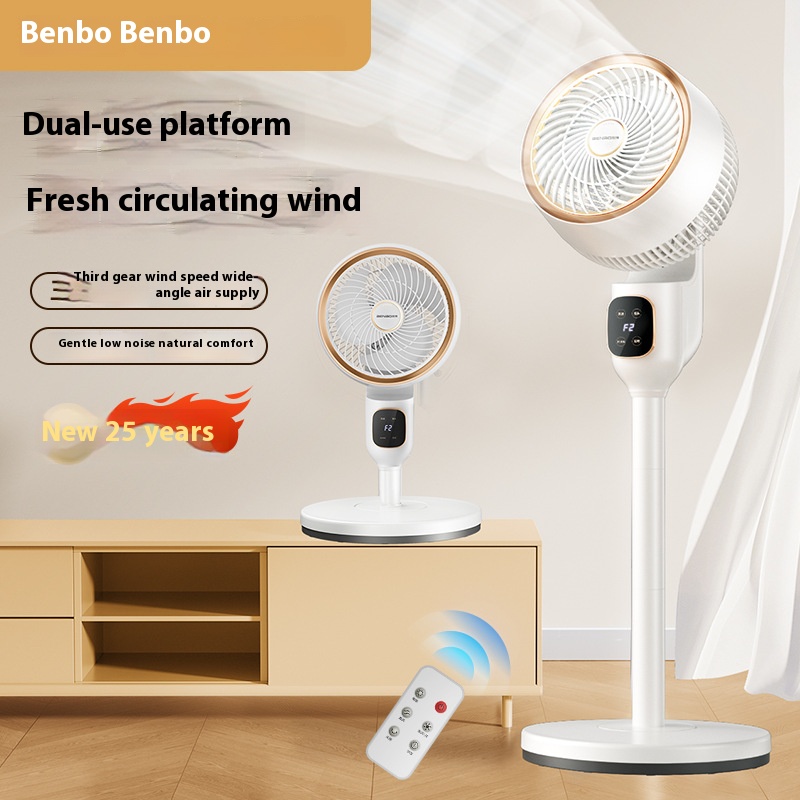 Benbo Benbo
Dual-use platform
Fresh circulating wind
Third gear wind speed wide-
angle air supply
Gentle low noise natural comfort
New 25 years
F2
F2